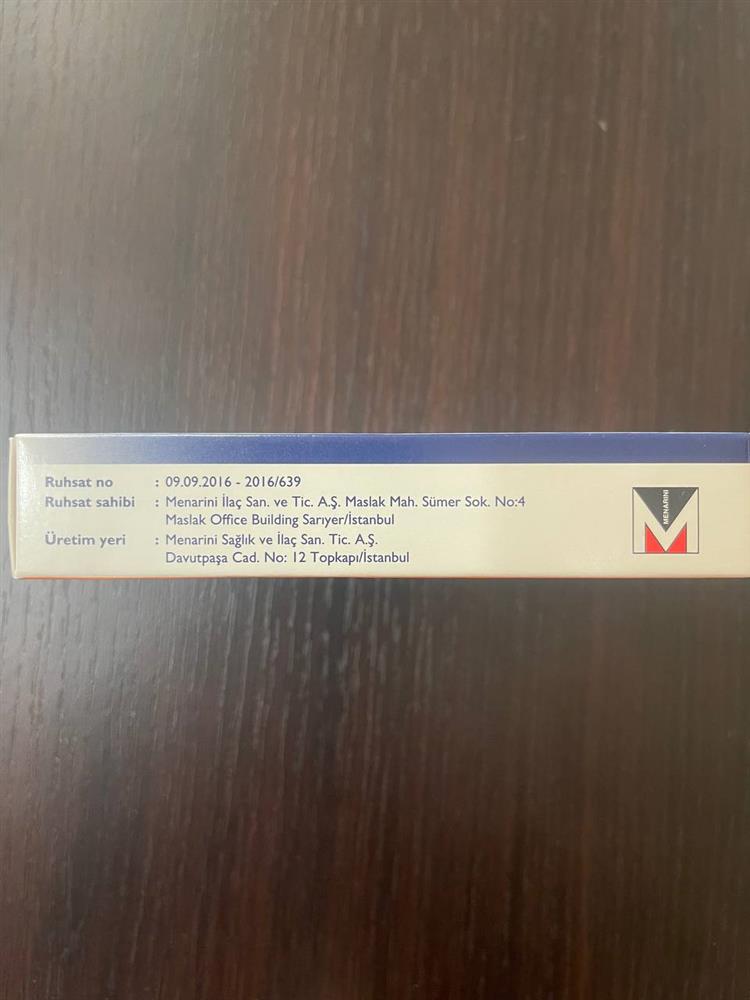 Ruhsat no : 09.09.2016 - 2016/639
Ruhsat sahibi : Menarini İlaç San. ve Tic. A.Ş. Maslak Mah. Sümer Sok. No:4
Maslak Office Building Sarıyer/İstanbul
Üretim yeri : Menarini Sağlık ve İlaç San. Tic. A.Ş.
Davutpaşa Cad. No: 12 Topkapı/İstanbul
MENARINI